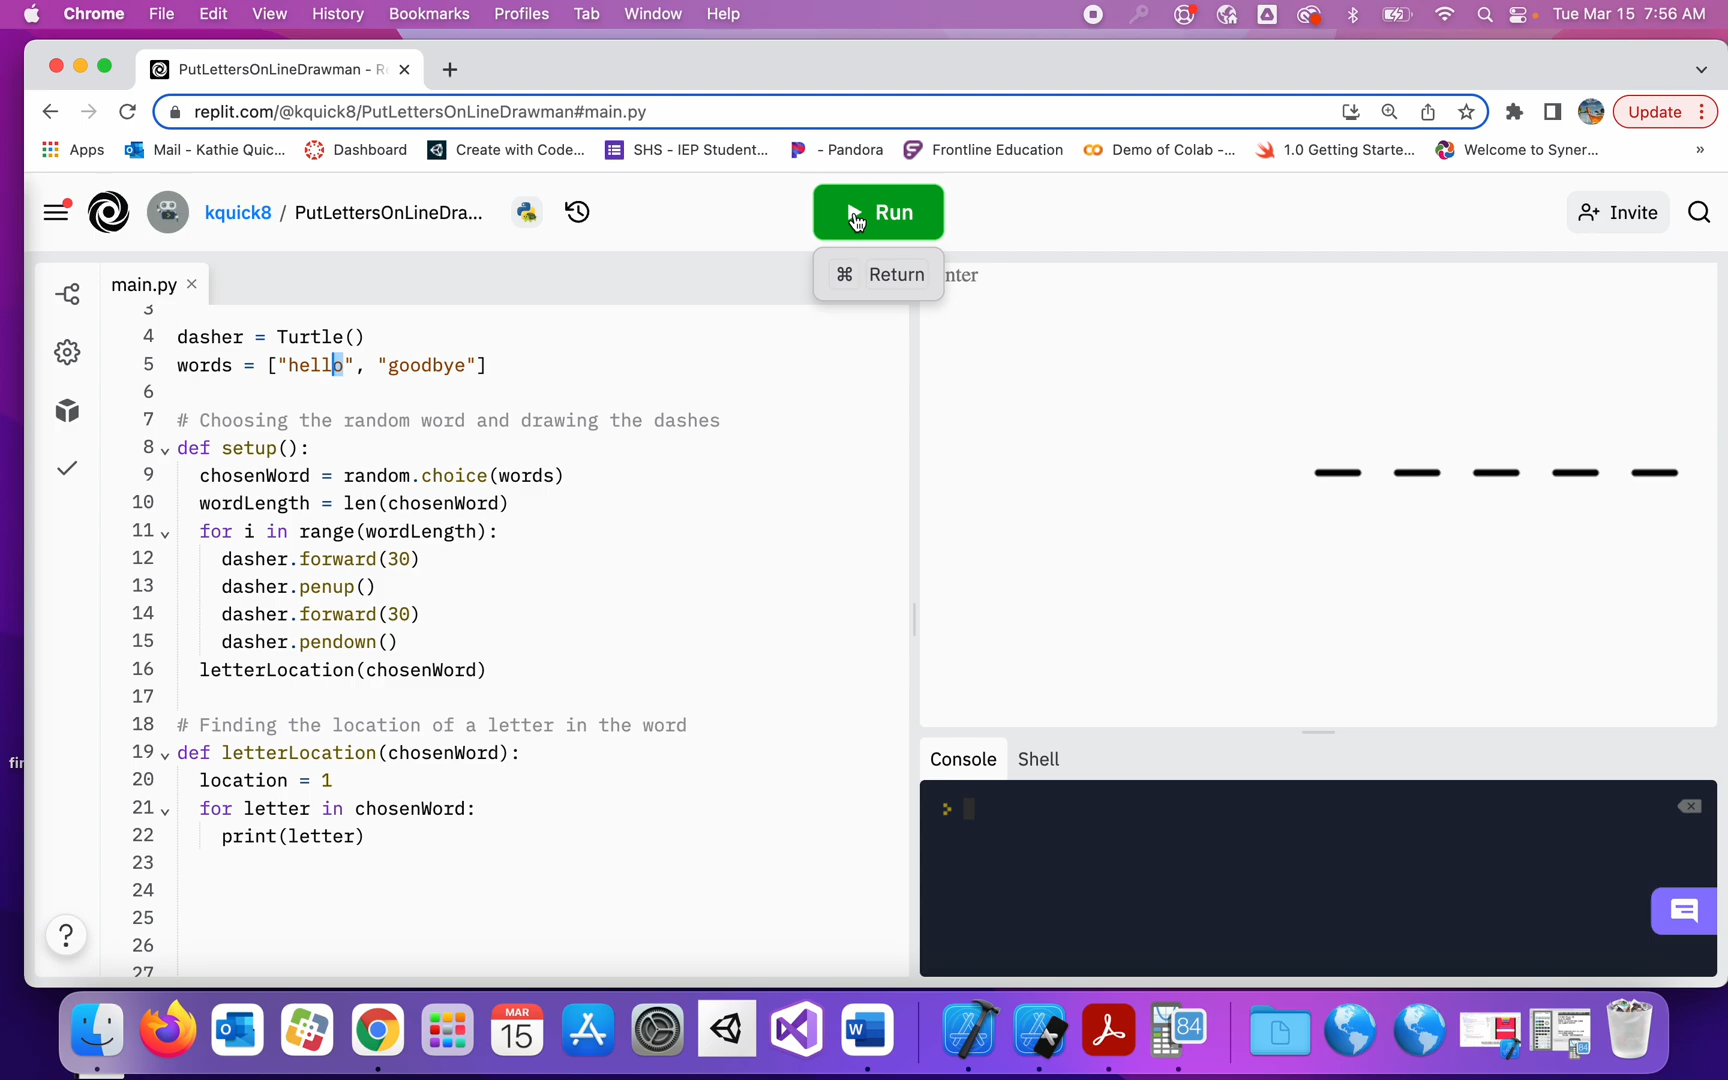 Chrome File Edit View History Bookmarks Profiles Tab Window Help Tue Mar 15 7:56 AM
PutLettersOnLineDrawman - Re
replit.com/@kquick8/PutLettersOnLineDrawman#main.py Update
Apps Mail - Kathie Quic... Dashboard Create with Code... SHS - IEP Student... - Pandora Frontline Education Demo of Colab -... 1.0 Getting Starte... Welcome to Syner... »
kquick8 / PutLettersOnLineDra... Run Invite
⌘ Return nter
main.py
3
4 dasher = Turtle()
5 words = ["hello", "goodbye"]
6
7 # Choosing the random word and drawing the dashes
8 def setup():
9 chosenWord = random.choice(words)
10 wordLength = len(chosenWord)
11 for i in range(wordLength):
12 dasher.forward(30)
13 dasher.penup()
14 dasher.forward(30)
15 dasher.pendown()
16 letterLocation(chosenWord)
17
18 # Finding the location of a letter in the word
19 def letterLocation(chosenWord):
20 location = 1
21 for letter in chosenWord:
22 print(letter)
23
24
25
26
27
Console Shell
?
MAR
15
84